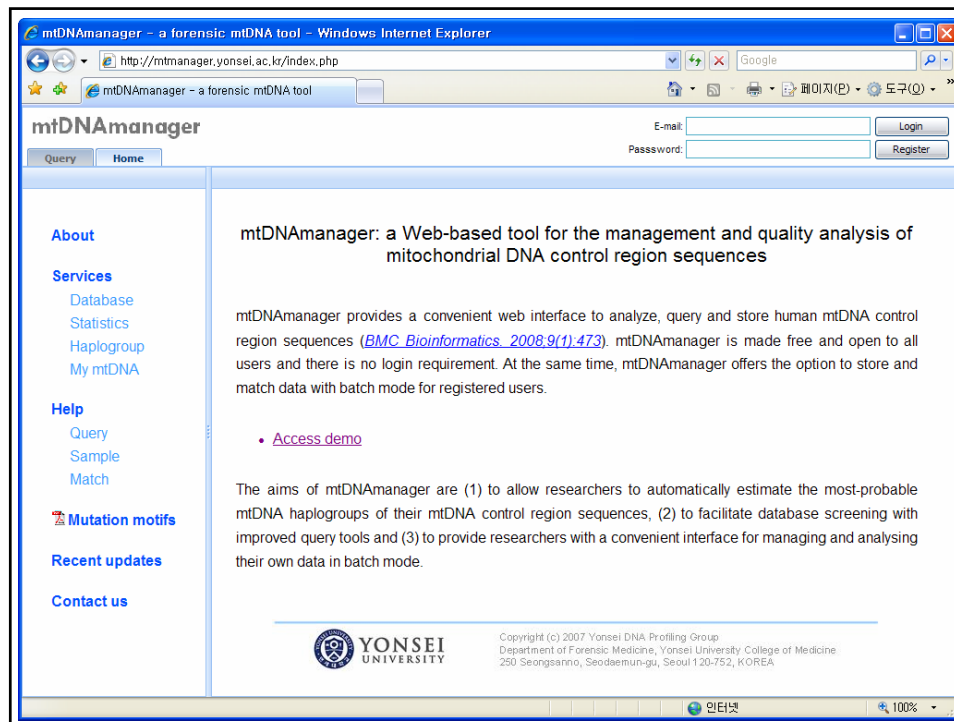 mtDNAmanager - a forensic mtDNA tool - Windows Internet Explorer
http://mtmanager.yonsei.ac.kr/index.php
Google
mtDNAmanager - a forensic mtDNA tool
페이지(P)
도구(O)
mtDNAmanager
E-mail:
Login
Passsword:
Register
Query
Home
About
Services
Database
Statistics
Haplogroup
My mtDNA
Help
Query
Sample
Match
Mutation motifs
Recent updates
Contact us
mtDNAmanager: a Web-based tool for the management and quality analysis of
mitochondrial DNA control region sequences
mtDNAmanager provides a convenient web interface to analyze, query and store human mtDNA control
region sequences (BMC Bioinformatics. 2008;9(1):473). mtDNAmanager is made free and open to all
users and there is no login requirement. At the same time, mtDNAmanager offers the option to store and
match data with batch mode for registered users.
• Access demo
The aims of mtDNAmanager are (1) to allow researchers to automatically estimate the most-probable
mtDNA haplogroups of their mtDNA control region sequences, (2) to facilitate database screening with
improved query tools and (3) to provide researchers with a convenient interface for managing and analysing
their own data in batch mode.
YONSEI
UNIVERSITY
Copyright (c) 2007 Yonsei DNA Profiling Group
Department of Forensic Medicine, Yonsei University College of Medicine
250 Seongsanno, Seodaemun-gu, Seoul 120-752, KOREA
인터넷
100%